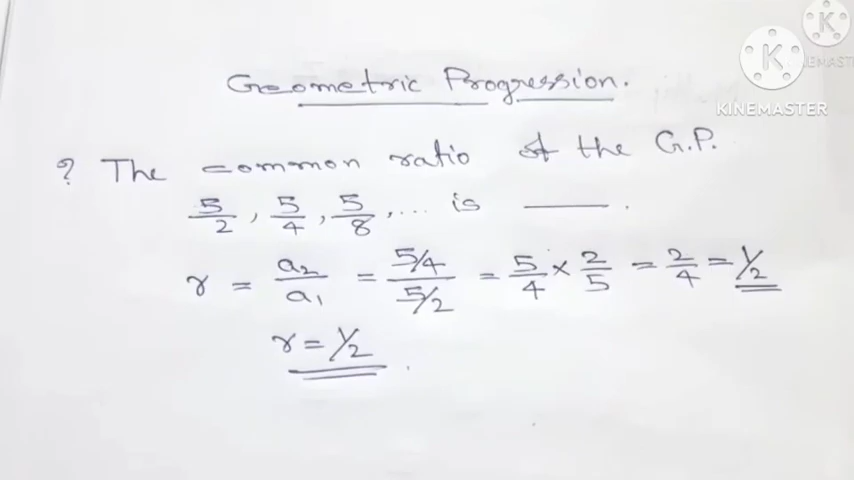 Geometric Progression.
? The common ratio of the G.P.
5/2, 5/4, 5/8, ... is ____.
r = a₂/a₁ = (5/4)/(5/2) = 5/4 × 2/5 = 2/4 = 1/2
r = 1/2
KINEMASTER
KINEMAST